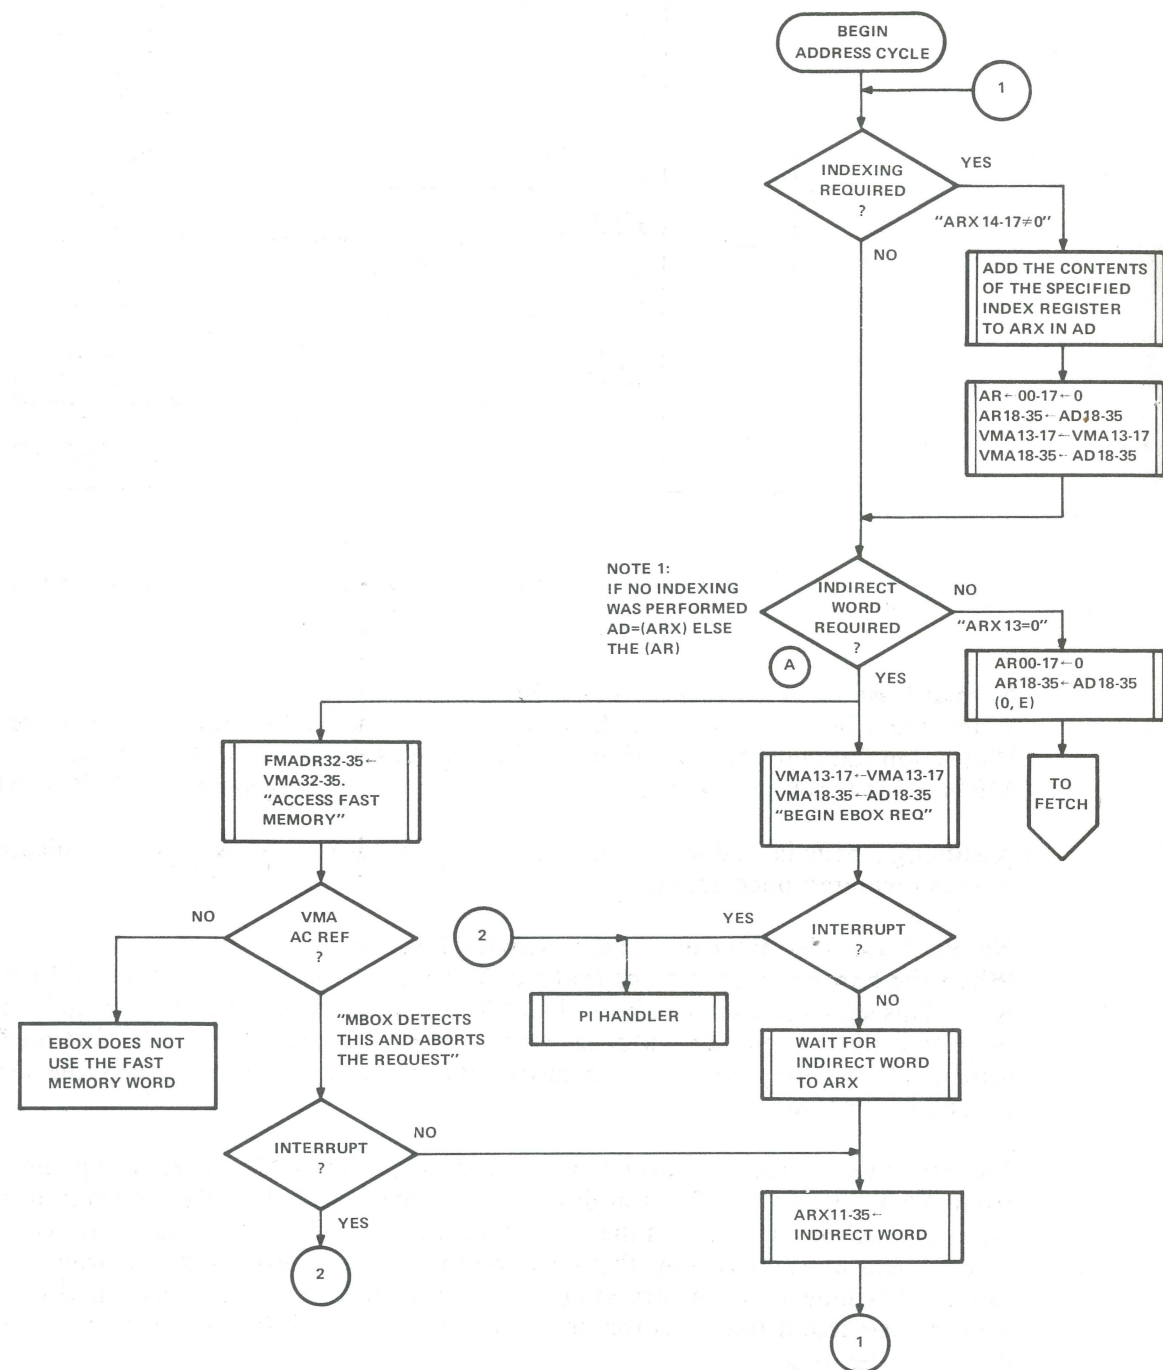 BEGIN
ADDRESS CYCLE
1
INDEXING
REQUIRED
?
YES
"ARX 14-17≠0"
NO
ADD THE CONTENTS
OF THE SPECIFIED
INDEX REGISTER
TO ARX IN AD
AR←00-17←0
AR18-35←AD18-35
VMA13-17←VMA13-17
VMA18-35←AD18-35
NOTE 1:
IF NO INDEXING
WAS PERFORMED
AD=(ARX) ELSE
THE (AR)
INDIRECT
WORD
REQUIRED
?
NO
"ARX 13=0"
A
YES
AR00-17←0
AR18-35←AD18-35
(0, E)
TO
FETCH
FMADR32-35←
VMA32-35.
"ACCESS FAST
MEMORY"
VMA13-17←VMA13-17
VMA18-35←AD18-35
"BEGIN EBOX REQ"
NO
VMA
AC REF
?
2
YES
INTERRUPT
?
NO
EBOX DOES NOT
USE THE FAST
MEMORY WORD
"MBOX DETECTS
THIS AND ABORTS
THE REQUEST"
PI HANDLER
WAIT FOR
INDIRECT WORD
TO ARX
INTERRUPT
?
NO
YES
2
ARX11-35←
INDIRECT WORD
1